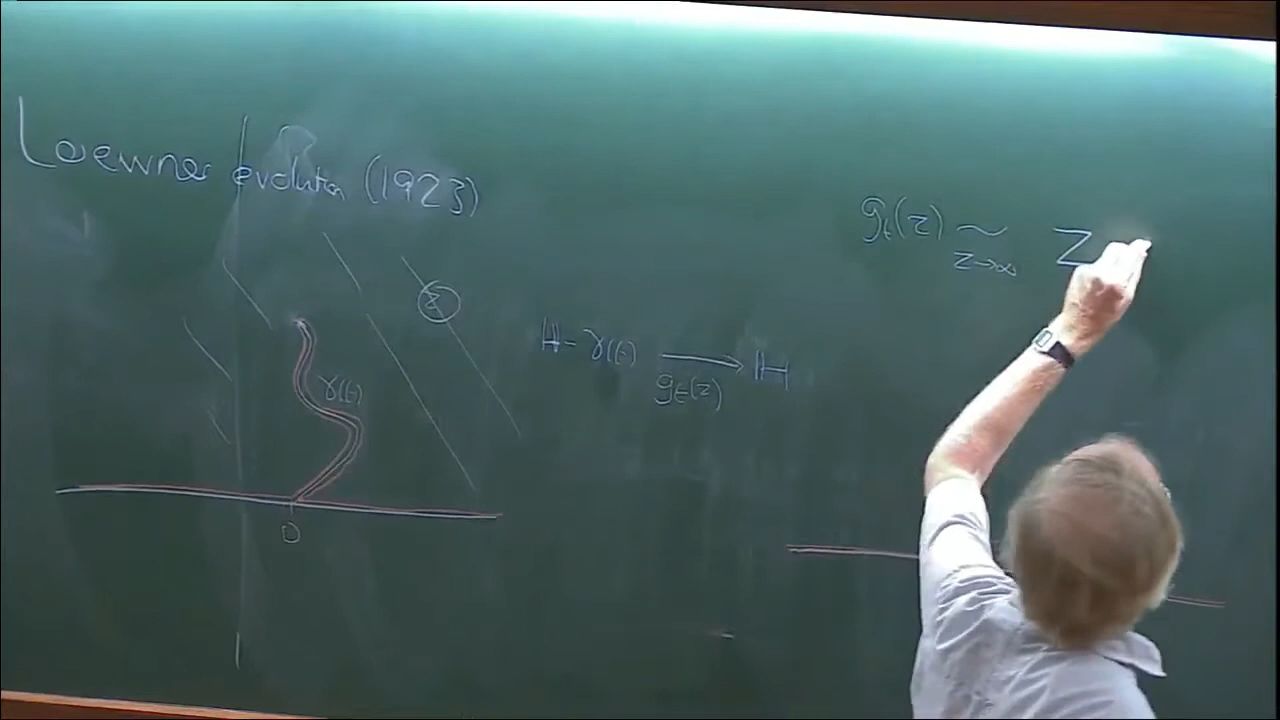 Loewner Evolution (1923)
z
γ(t)
0
ℍ - γ(t) ⟶ ℍ
g_t(z)
g_t(z) ~ z
z→∞